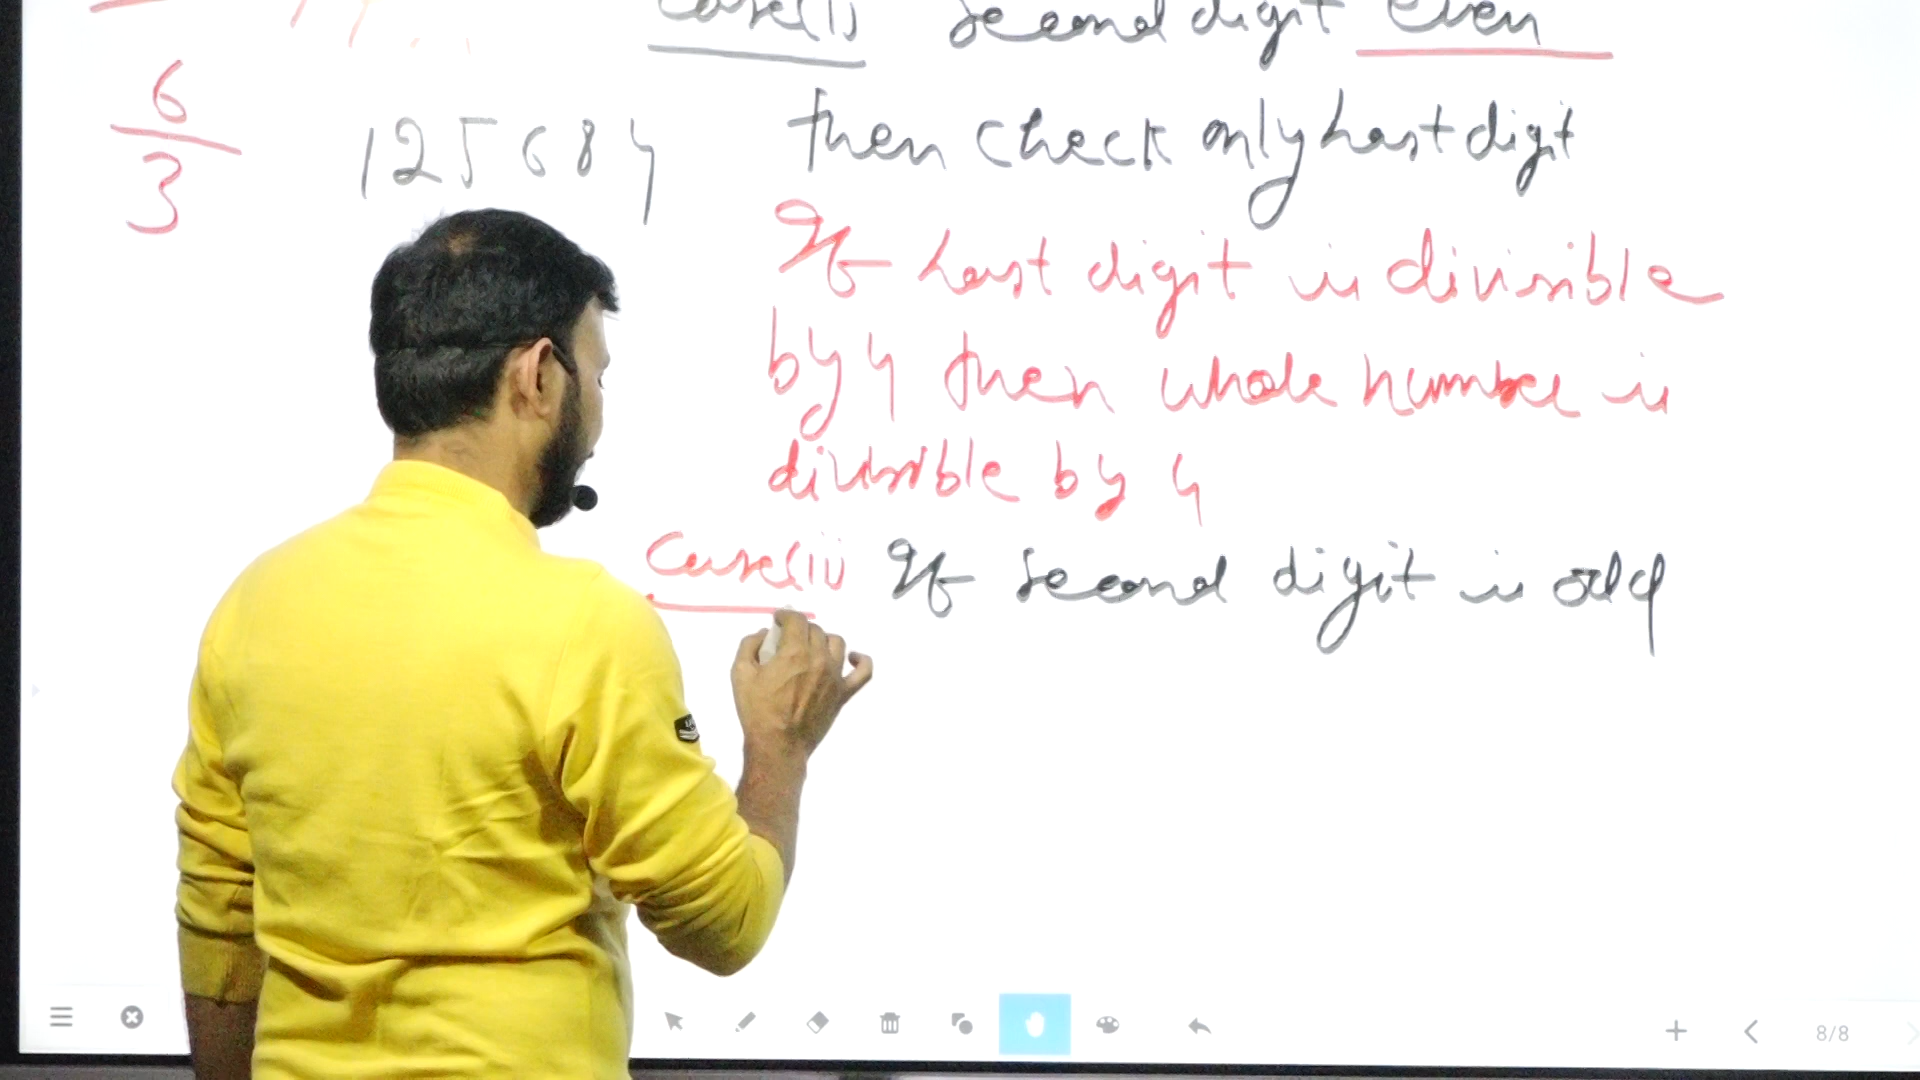 Case(i) Second digit even
6
3
125684
then check only last digit
If last digit is divisible
by 4 then whole number is
divisible by 4
Case(ii) If second digit is odd
8/8